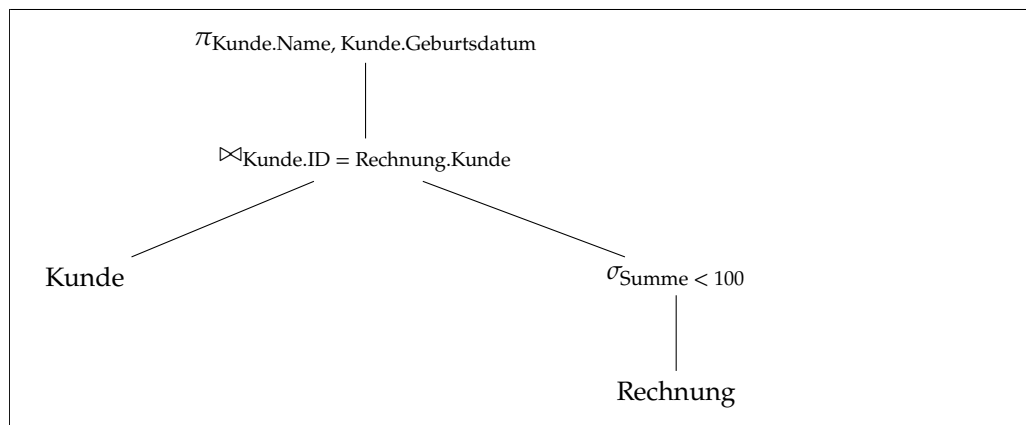 πKunde.Name, Kunde.Geburtsdatum
⋈Kunde.ID = Rechnung.Kunde
Kunde
σSumme < 100
Rechnung